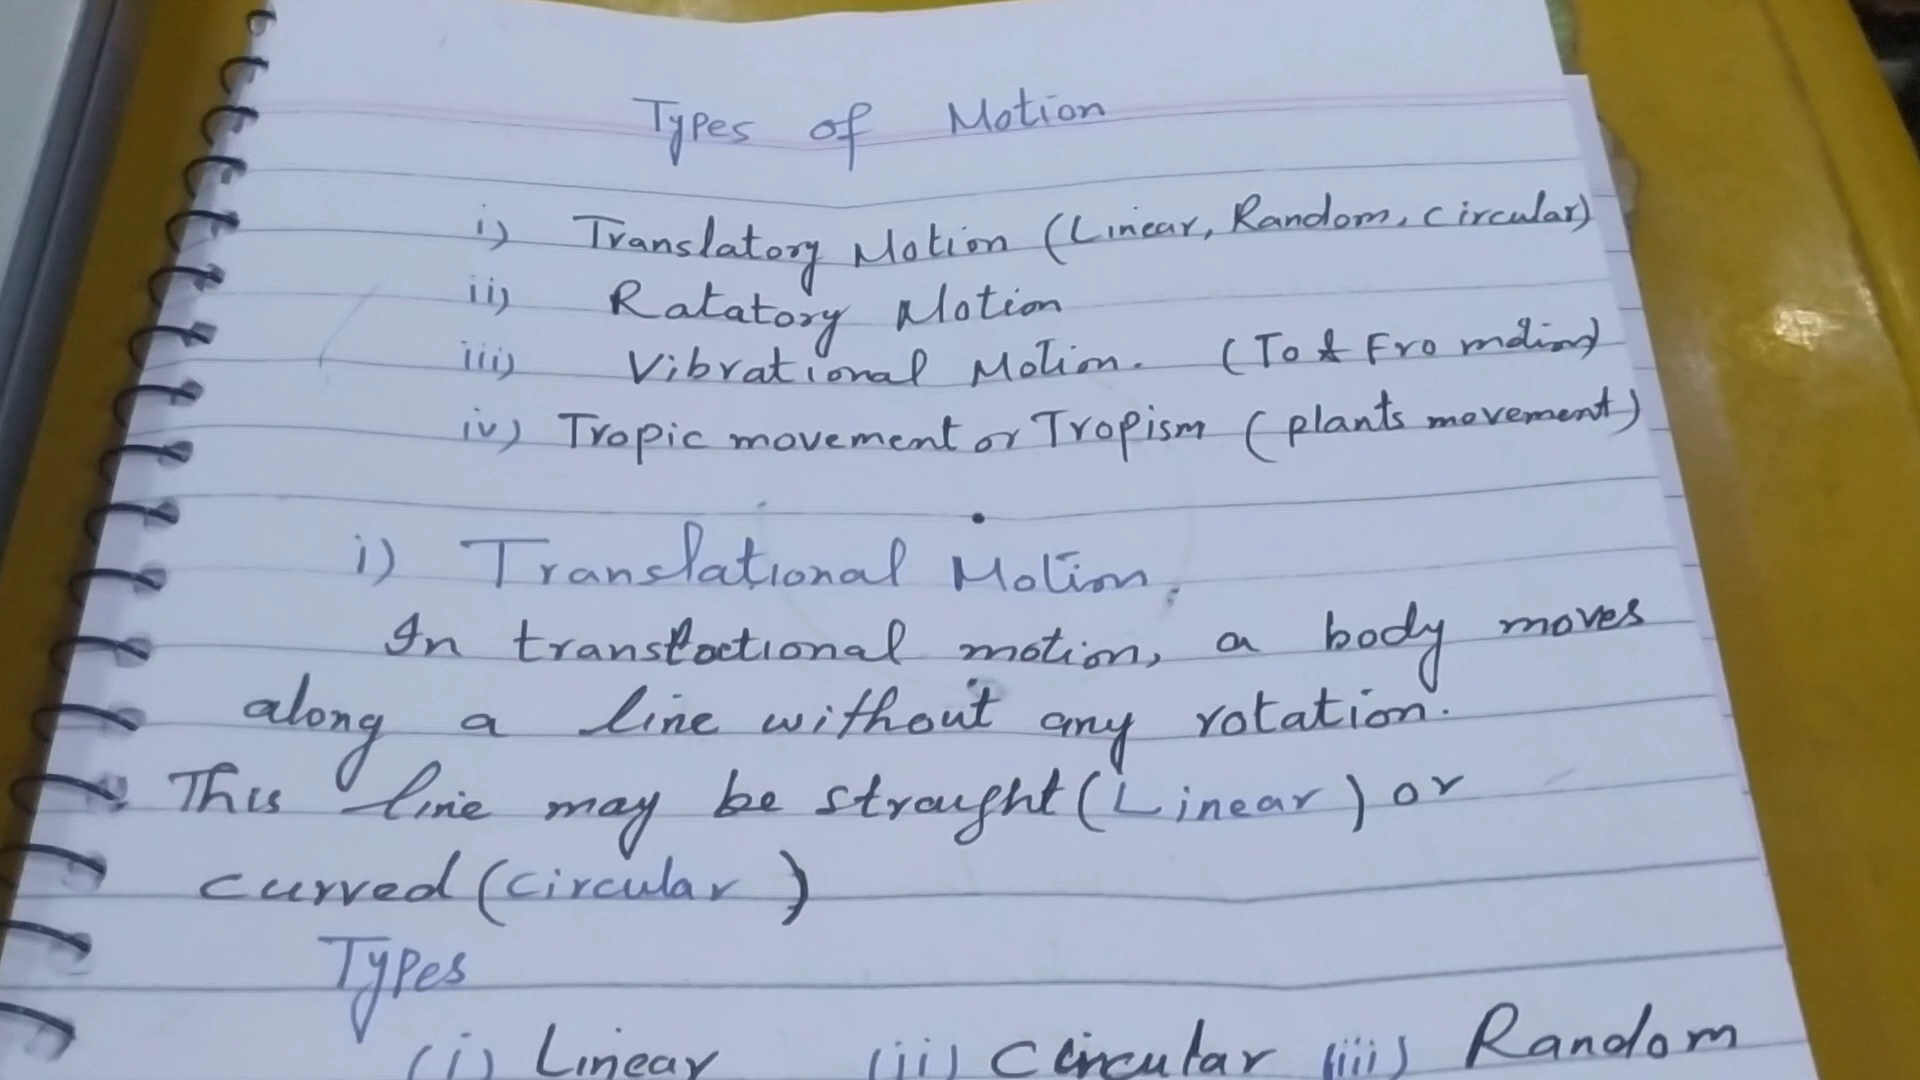 Types of Motion
i) Translatory Motion (Linear, Random, Circular)
ii) Ratatory Motion
iii) Vibrational Motion. (To & Fro motion)
iv) Tropic movement or Tropism (plants movement)
i) Translational Motion.
In translactional motion, a body moves
along a line without any rotation.
This line may be straught (Linear) or
curved (circular)
Types
(i) Linear (ii) Circular (iii) Random